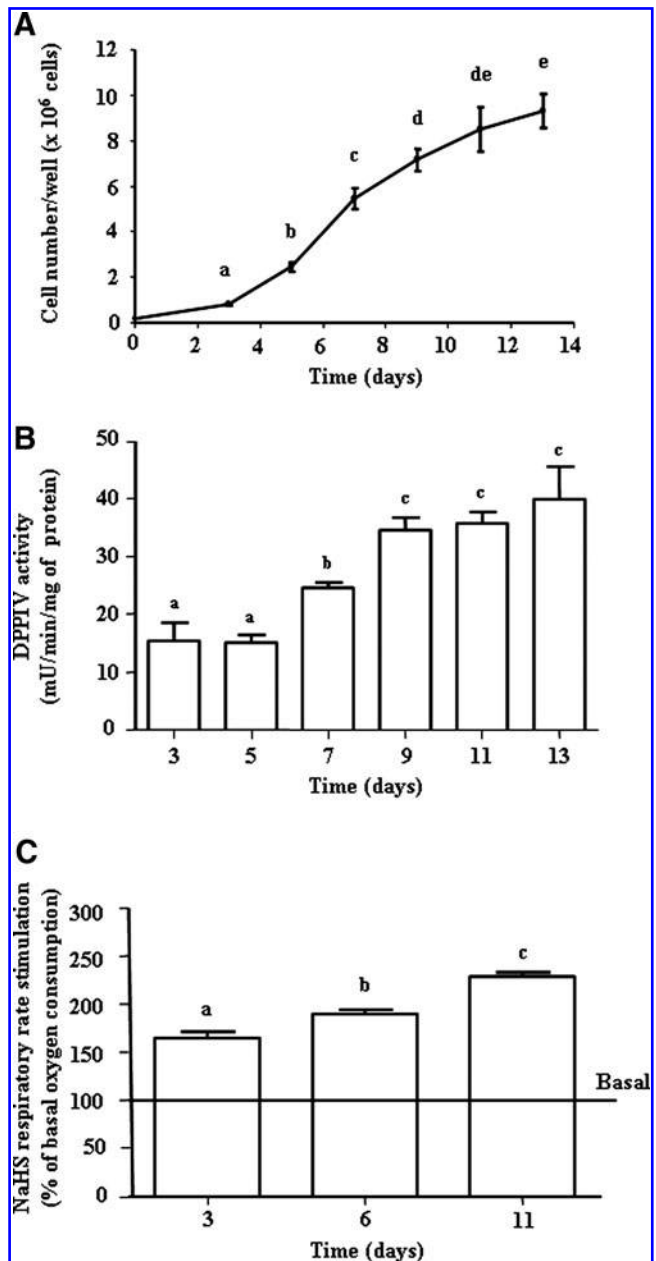 A
Cell number/well (x 10⁶ cells)
12
10
8
6
4
2
0
a
b
c
d
de
e
0 2 4 6 8 10 12 14
Time (days)
B
DPPIV activity
(mU/min/mg of protein)
50
40
30
20
10
0
a
a
b
c
c
c
3 5 7 9 11 13
Time (days)
C
NaHS respiratory rate stimulation
(% of basal oxygen consumption)
300
250
200
150
100
50
0
a
b
c
Basal
3 6 11
Time (days)